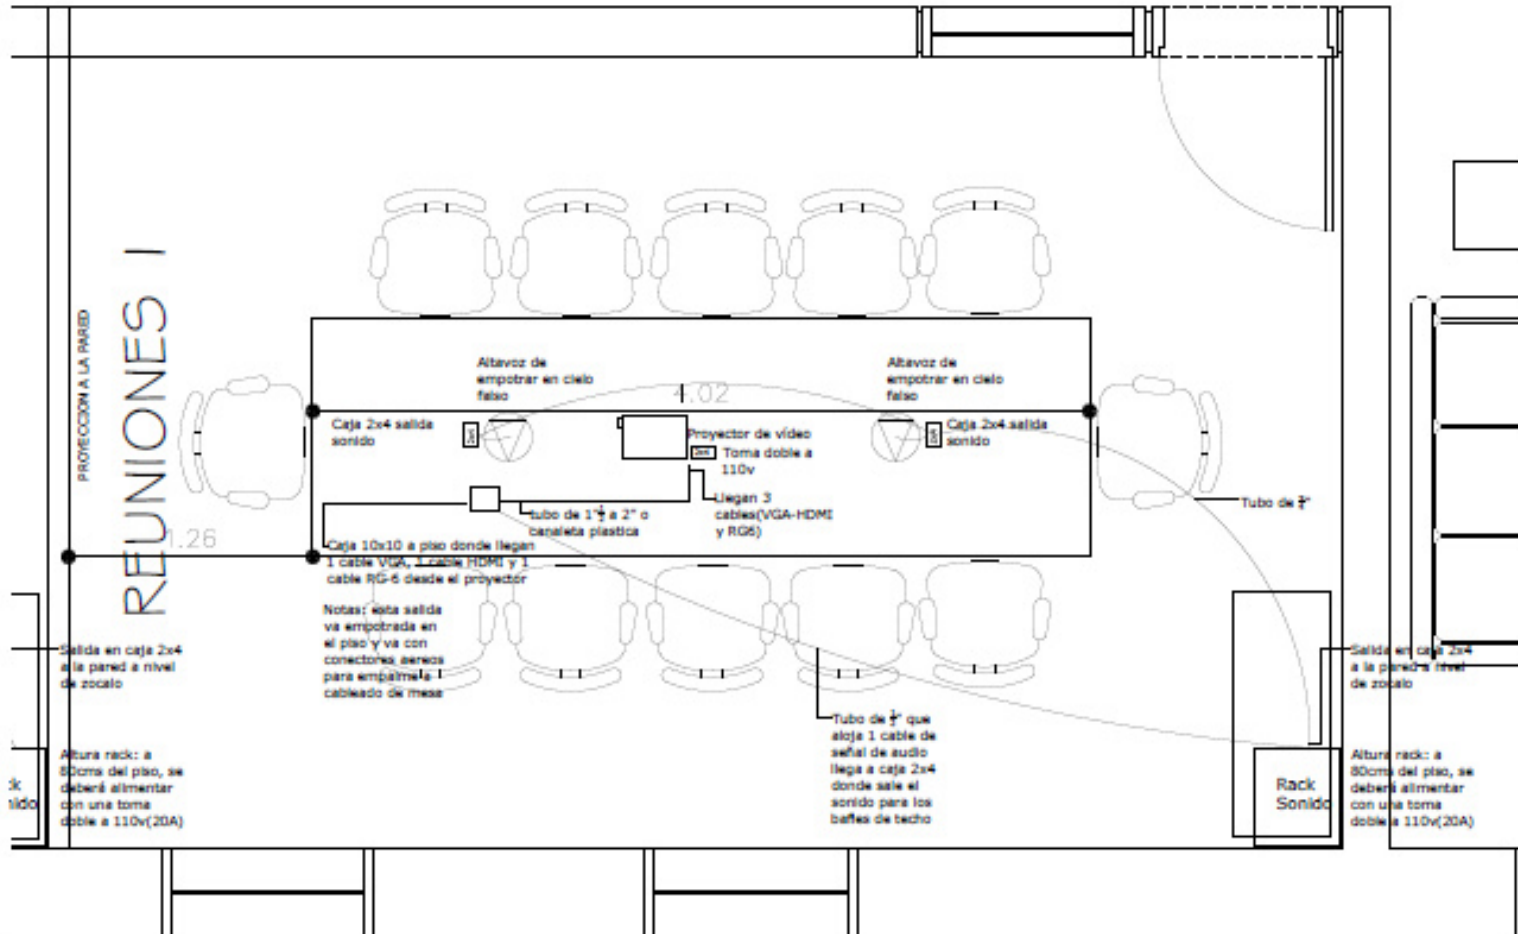 REUNIONES I
PROYECCION A LA PARED
Altavoz de
empotrar en cielo
falso
Altavoz de
empotrar en cielo
falso
4.02
Caja 2x4 salida
sonido
2x4
Proyector de vídeo
2x4
Toma doble a
110v
2x4
Caja 2x4 salida
sonido
Llegan 3
cables(VGA-HDMI
y RG6)
Tubo de ¾"
tubo de 1"½ a 2" o
canaleta plastica
1.26
Caja 10x10 a piso donde llegan
1 cable VGA, 1 cable HDMI y 1
cable RG-6 desde el proyector
Notas: esta salida
va empotrada en
el piso y va con
conectores aereos
para empalme a
cableado de mesa
Salida en caja 2x4
a la pared a nivel
de zocalo
Salida en caja 2x4
a la pared a nivel
de zocalo
Tubo de ½" que
aloja 1 cable de
señal de audio
llega a caja 2x4
donde sale el
sonido para los
bafles de techo
Altura rack: a
80cms del piso, se
deberá alimentar
con una toma
doble a 110v(20A)
Rack
Sonido
Altura rack: a
80cms del piso, se
deberá alimentar
con una toma
doble a 110v(20A)